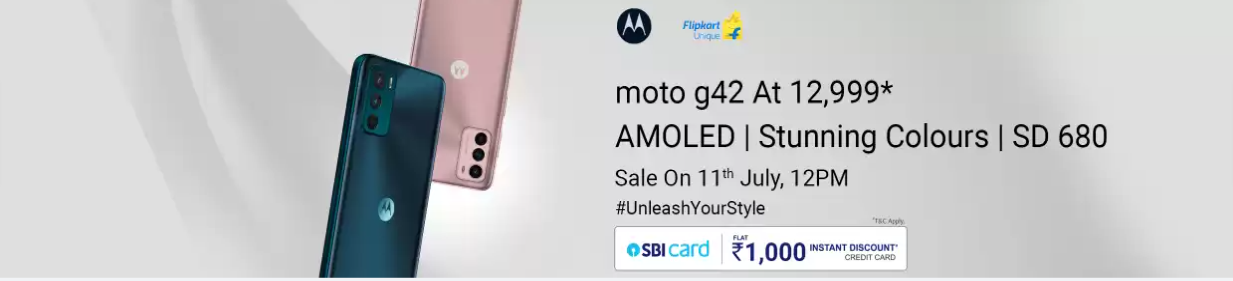 Flipkart
Unique
moto g42 At 12,999*
AMOLED | Stunning Colours | SD 680
Sale On 11th July, 12PM
#UnleashYourStyle
*T&C Apply.
SBI card
FLAT
₹1,000 INSTANT DISCOUNT*
CREDIT CARD